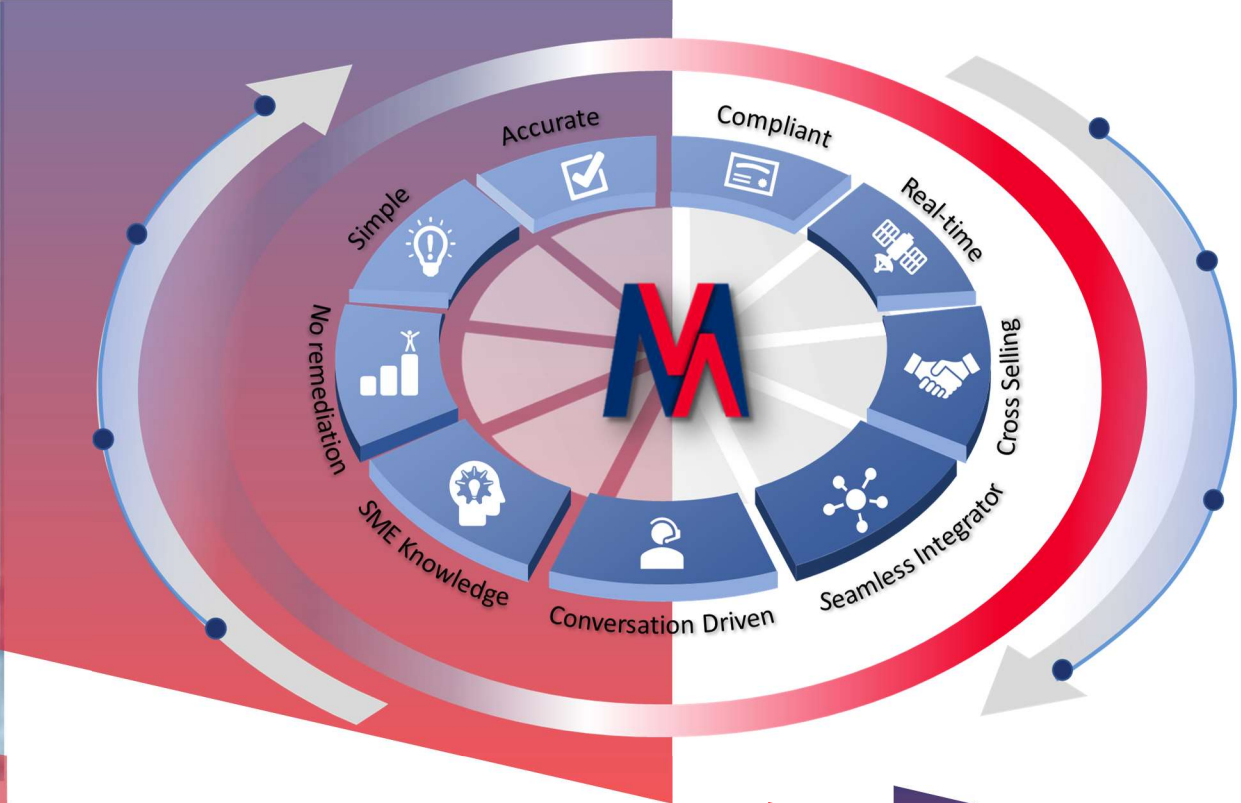 Accurate
Compliant
Simple
Real-time
No remediation
Cross Selling
SME Knowledge
Seamless Integrator
Conversation Driven